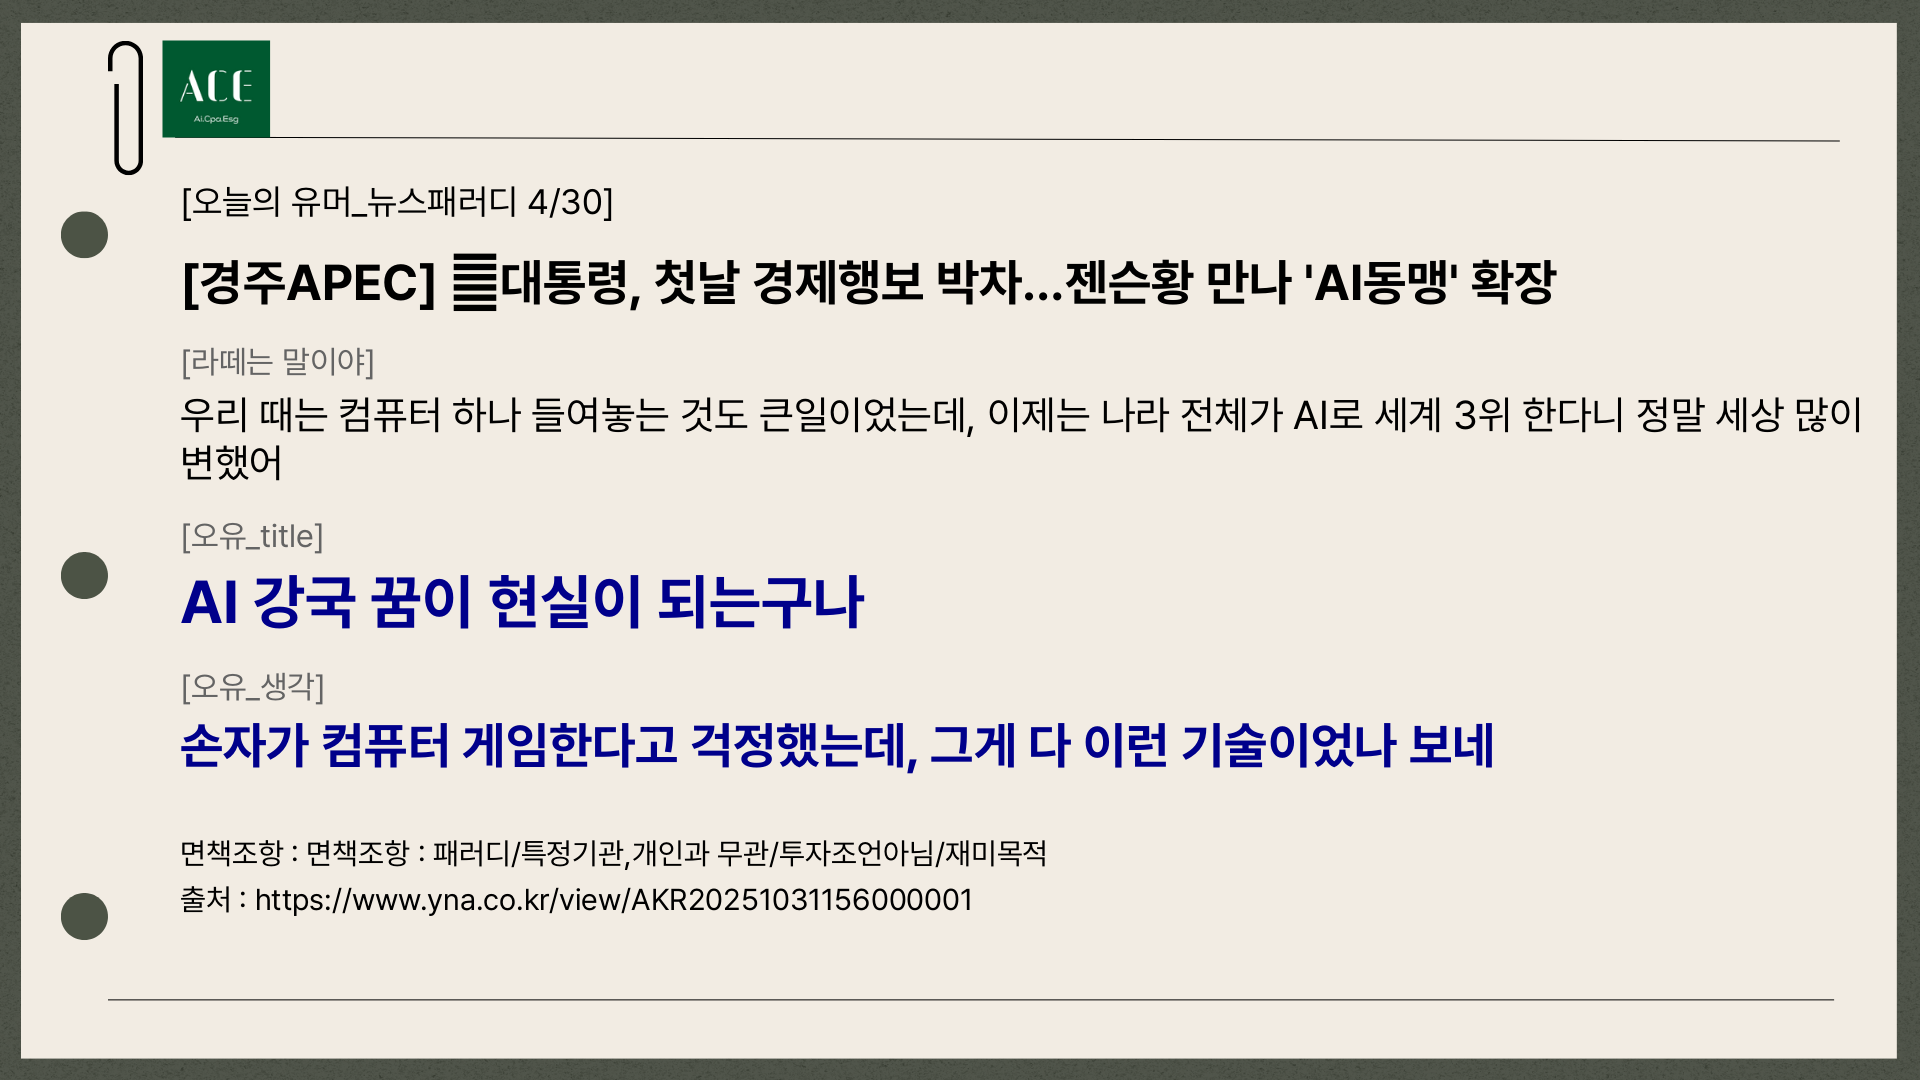 ACE
Ai.Cpa.Esg
[오늘의 유머_뉴스패러디 4/30]
[경주APEC] 대통령, 첫날 경제행보 박차...젠슨황 만나 'AI동맹' 확장
[라떼는 말이야]
우리 때는 컴퓨터 하나 들여놓는 것도 큰일이었는데, 이제는 나라 전체가 AI로 세계 3위 한다니 정말 세상 많이
변했어
[오유_title]
AI 강국 꿈이 현실이 되는구나
[오유_생각]
손자가 컴퓨터 게임한다고 걱정했는데, 그게 다 이런 기술이었나 보네
면책조항 : 면책조항 : 패러디/특정기관,개인과 무관/투자조언아님/재미목적
출처 : https://www.yna.co.kr/view/AKR20251031156000001